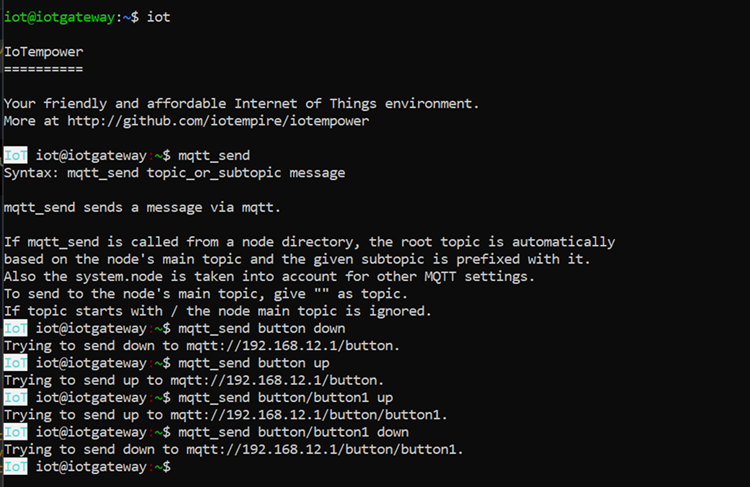 iot@iotgateway:~$ iot
IoTempower
==========
Your friendly and affordable Internet of Things environment.
More at http://github.com/iotempire/iotempower
IoT iot@iotgateway:~$ mqtt_send
Syntax: mqtt_send topic_or_subtopic message
mqtt_send sends a message via mqtt.
If mqtt_send is called from a node directory, the root topic is automatically
based on the node's main topic and the given subtopic is prefixed with it.
Also the system.node is taken into account for other MQTT settings.
To send to the node's main topic, give "" as topic.
If topic starts with / the node main topic is ignored.
IoT iot@iotgateway:~$ mqtt_send button down
Trying to send down to mqtt://192.168.12.1/button.
IoT iot@iotgateway:~$ mqtt_send button up
Trying to send up to mqtt://192.168.12.1/button.
IoT iot@iotgateway:~$ mqtt_send button/button1 up
Trying to send up to mqtt://192.168.12.1/button/button1.
IoT iot@iotgateway:~$ mqtt_send button/button1 down
Trying to send down to mqtt://192.168.12.1/button/button1.
IoT iot@iotgateway:~$